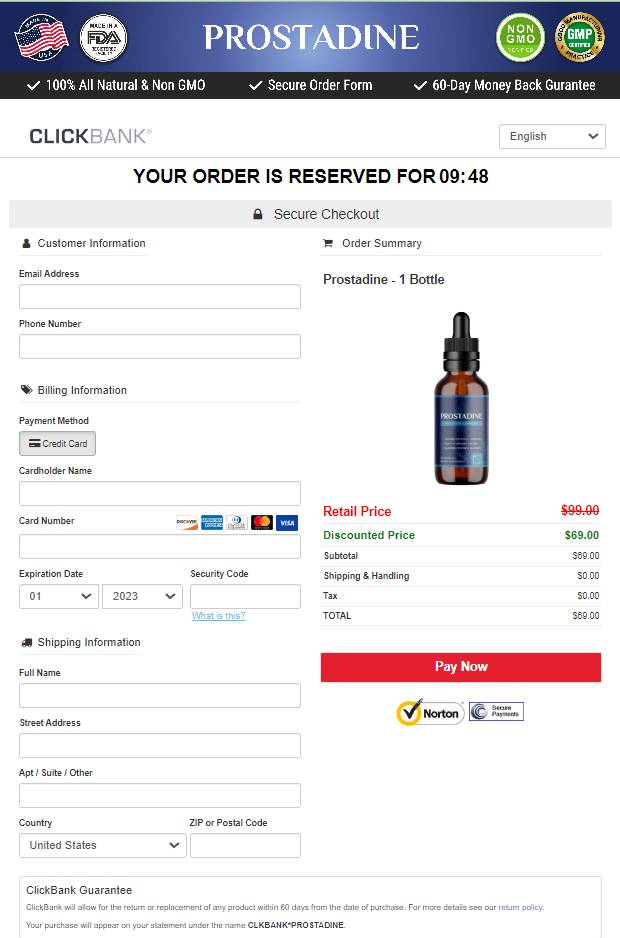 MADE IN
USA
MADE IN A
FDA
REGISTERED
FACILITY
PROSTADINE
NON
GMO
VERIFIED
GOOD MANUFACTURING
GMP
CERTIFIED
PRACTICE
100% All Natural & Non GMO
Secure Order Form
60-Day Money Back Gurantee
CLICKBANK®
English
YOUR ORDER IS RESERVED FOR 09:48
Secure Checkout
Customer Information
Order Summary
Email Address
Prostadine - 1 Bottle
Phone Number
Billing Information
Payment Method
Credit Card
PROSTADINE
Cardholder Name
Card Number
DISCOVER
AMERICAN EXPRESS
VISA
Retail Price $99.00
Discounted Price $69.00
Subtotal $69.00
Shipping & Handling $0.00
Tax $0.00
TOTAL $69.00
Expiration Date
Security Code
01
2023
What is this?
Shipping Information
Pay Now
Full Name
Norton
Secure
Payments
Street Address
Apt / Suite / Other
Country
ZIP or Postal Code
United States
ClickBank Guarantee
ClickBank will allow for the return or replacement of any product within 60 days from the date of purchase. For more details see our return policy.
Your purchase will appear on your statement under the name CLKBANK*PROSTADINE.